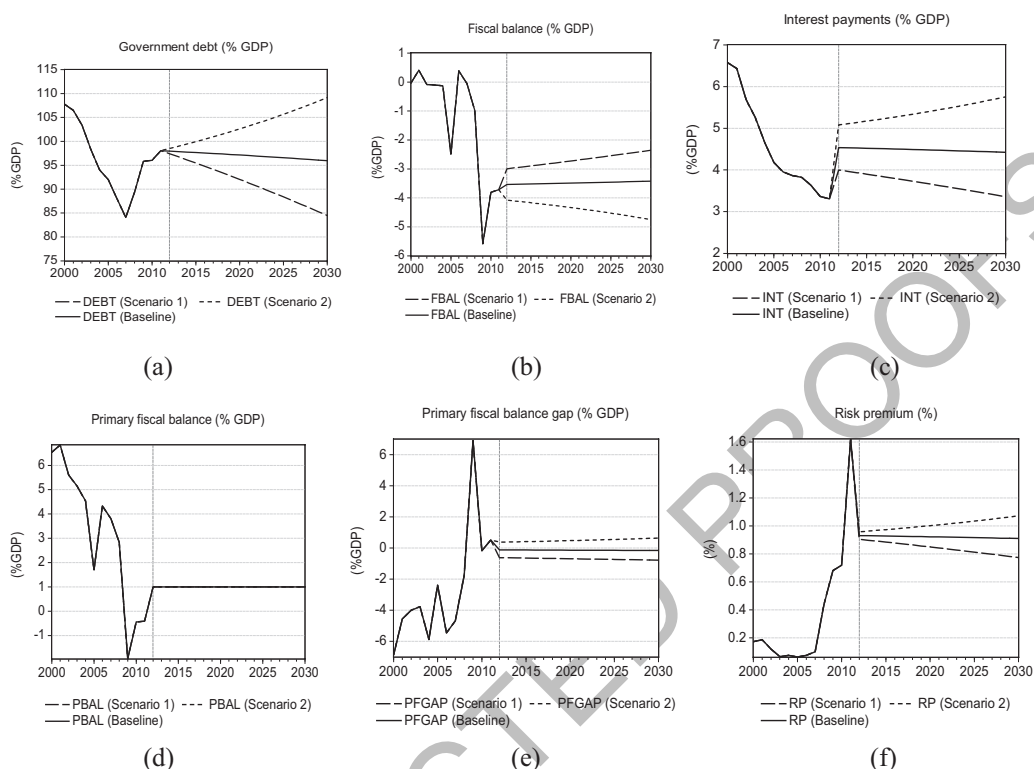 Government debt (% GDP)
115
110
105
100
95
90
85
80
75
(%GDP)
2000 2005 2010 2015 2020 2025 2030
DEBT (Scenario 1) DEBT (Scenario 2)
DEBT (Baseline)
(a)
Fiscal balance (% GDP)
1
0
-1
-2
-3
-4
-5
-6
(%GDP)
2000 2005 2010 2015 2020 2025 2030
FBAL (Scenario 1) FBAL (Scenario 2)
FBAL (Baseline)
(b)
Interest payments (% GDP)
7
6
5
4
3
2
(%GDP)
2000 2005 2010 2015 2020 2025 2030
INT (Scenario 1) INT (Scenario 2)
INT (Baseline)
(c)
Primary fiscal balance (% GDP)
6
5
4
3
2
1
0
-1
(%GDP)
2000 2005 2010 2015 2020 2025 2030
PBAL (Scenario 1) PBAL (Scenario 2)
PBAL (Baseline)
(d)
Primary fiscal balance gap (% GDP)
6
4
2
0
-2
-4
-6
(%GDP)
2000 2005 2010 2015 2020 2025 2030
PFGAP (Scenario 1) PFGAP (Scenario 2)
PFGAP (Baseline)
(e)
Risk premium (%)
1.6
1.4
1.2
1.0
0.8
0.6
0.4
0.2
(%)
2000 2005 2010 2015 2020 2025 2030
RP (Scenario 1) RP (Scenario 2)
RP (Baseline)
(f)
CTED PROOFS